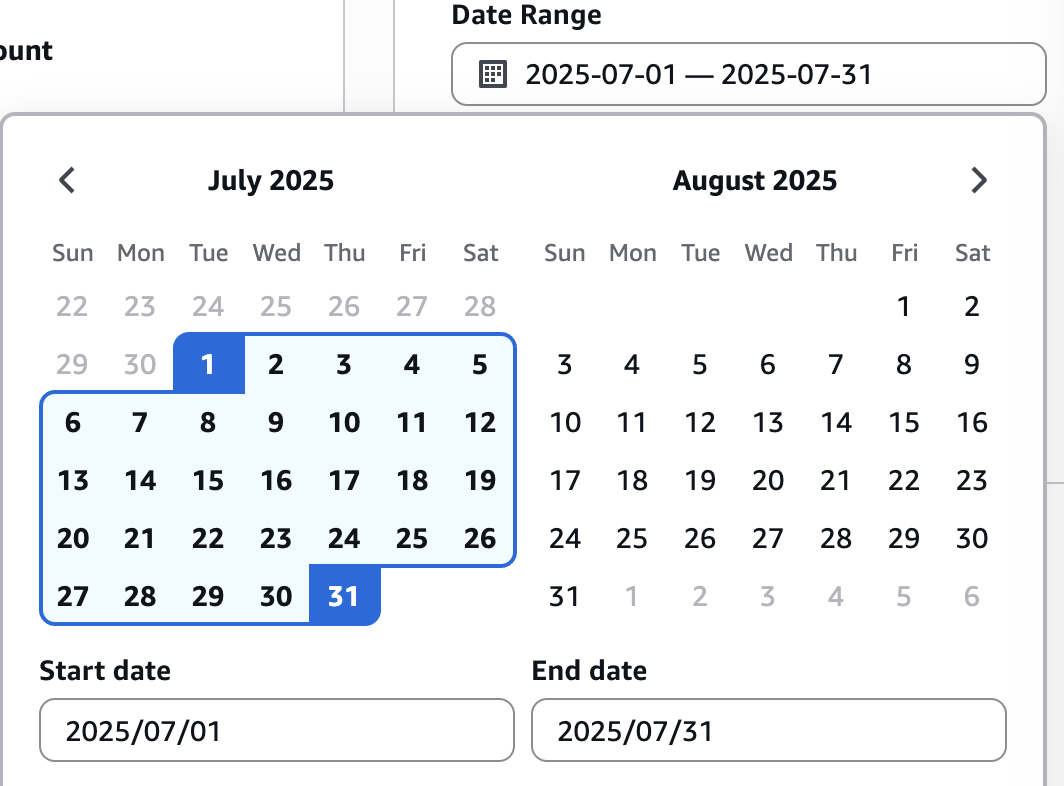 Date Range
ount
2025-07-01 — 2025-07-31
July 2025
August 2025
Sun Mon Tue Wed Thu Fri Sat
Sun Mon Tue Wed Thu Fri Sat
22 23 24 25 26 27 28
1 2
29 30 1 2 3 4 5
3 4 5 6 7 8 9
6 7 8 9 10 11 12
10 11 12 13 14 15 16
13 14 15 16 17 18 19
17 18 19 20 21 22 23
20 21 22 23 24 25 26
24 25 26 27 28 29 30
27 28 29 30 31
31 1 2 3 4 5 6
Start date
End date
2025/07/01
2025/07/31